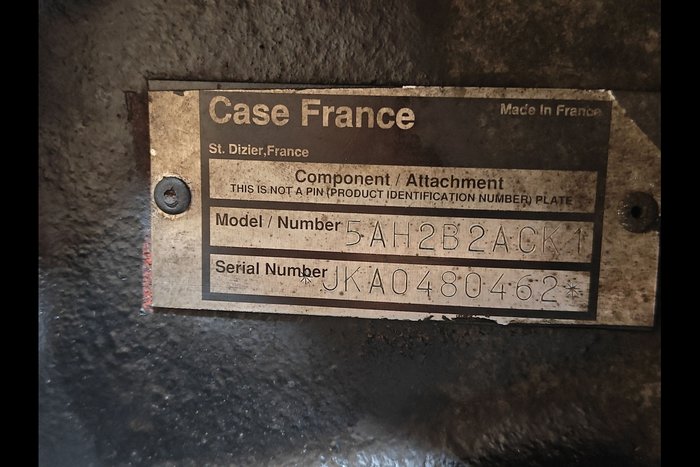 Case France
Made In France
St. Dizier,France
Component / Attachment
THIS IS NOT A PIN (PRODUCT IDENTIFICATION NUMBER) PLATE
Model / Number 5AH2B2ACK1
Serial Number *JKA0480462*